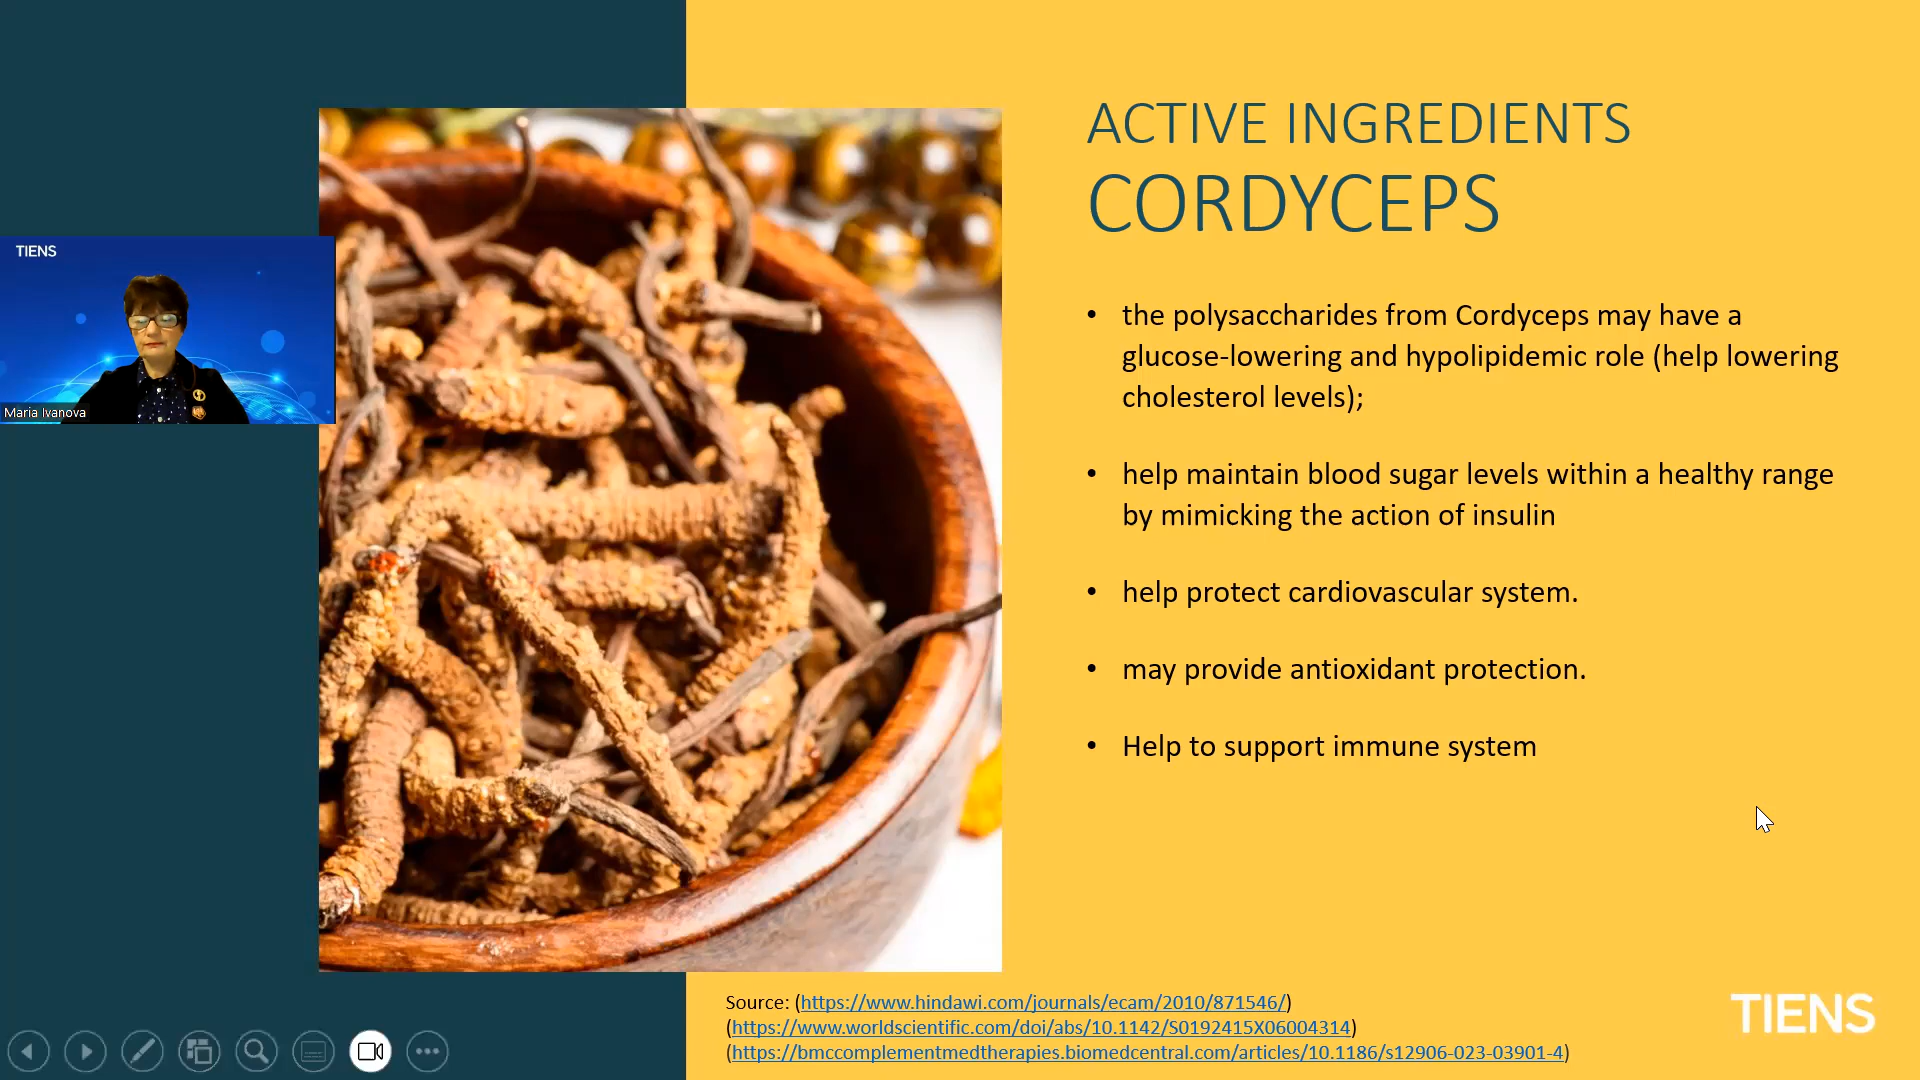 ACTIVE INGREDIENTS
CORDYCEPS
TIENS
Maria Ivanova
• the polysaccharides from Cordyceps may have a
glucose-lowering and hypolipidemic role (help lowering
cholesterol levels);
• help maintain blood sugar levels within a healthy range
by mimicking the action of insulin
• help protect cardiovascular system.
• may provide antioxidant protection.
• Help to support immune system
Source: (https://www.hindawi.com/journals/ecam/2010/871546/)
(https://www.worldscientific.com/doi/abs/10.1142/S0192415X06004314)
(https://bmccomplementmedtherapies.biomedcentral.com/articles/10.1186/s12906-023-03901-4)
TIENS